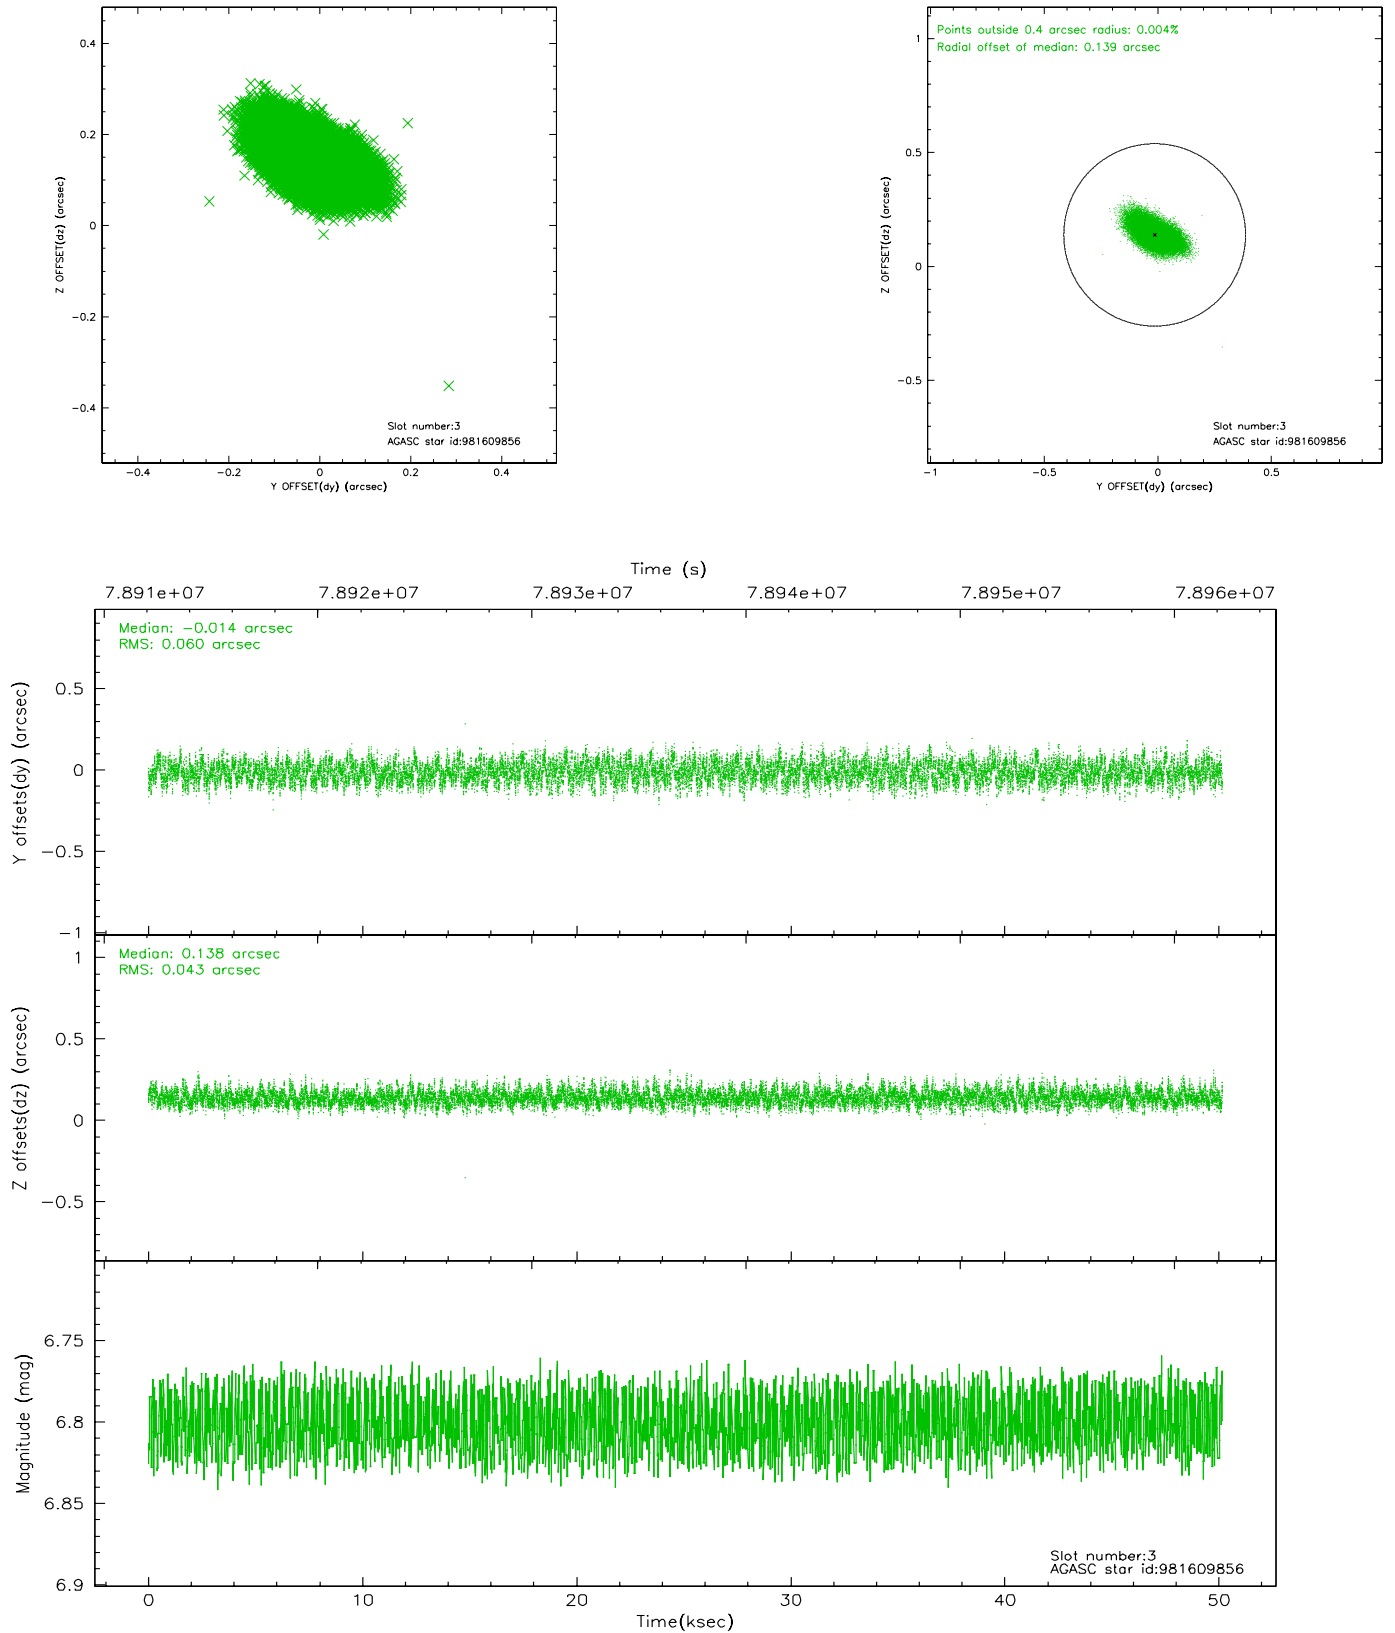 0.4
0.2
0
−0.2
−0.4
Z OFFSET(dz) (arcsec)
Slot number:3
AGASC star id:981609856
−0.4 −0.2 0 0.2 0.4
Y OFFSET(dy) (arcsec)
Points outside 0.4 arcsec radius: 0.004%
Radial offset of median: 0.139 arcsec
1
0.5
0
−0.5
Z OFFSET(dz) (arcsec)
Slot number:3
AGASC star id:981609856
−1 −0.5 0 0.5
Y OFFSET(dy) (arcsec)
Time (s)
7.891e+07 7.892e+07 7.893e+07 7.894e+07 7.895e+07 7.896e+07
Median: −0.014 arcsec
RMS: 0.060 arcsec
0.5
0
−0.5
−1
Y offsets(dy) (arcsec)
Median: 0.138 arcsec
RMS: 0.043 arcsec
1
0.5
0
−0.5
Z offsets(dz) (arcsec)
6.75
6.8
6.85
6.9
Magnitude (mag)
Slot number:3
AGASC star id:981609856
0 10 20 30 40 50
Time(ksec)